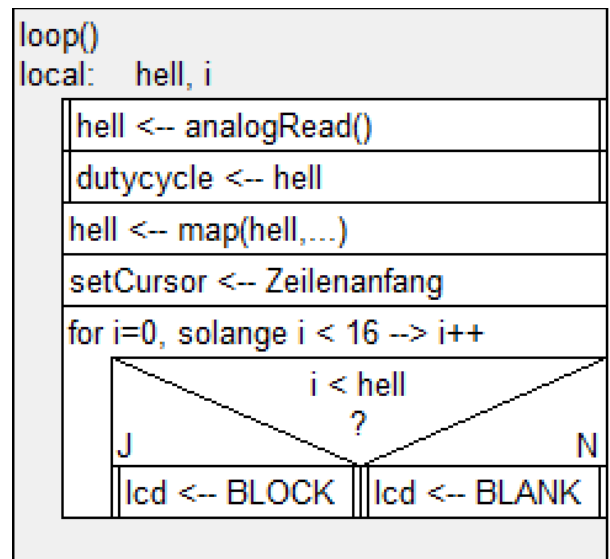 loop()
local: hell, i
hell <-- analogRead()
dutycycle <-- hell
hell <-- map(hell,...)
setCursor <-- Zeilenanfang
for i=0, solange i < 16 --> i++
i < hell
?
J N
lcd <-- BLOCK lcd <-- BLANK